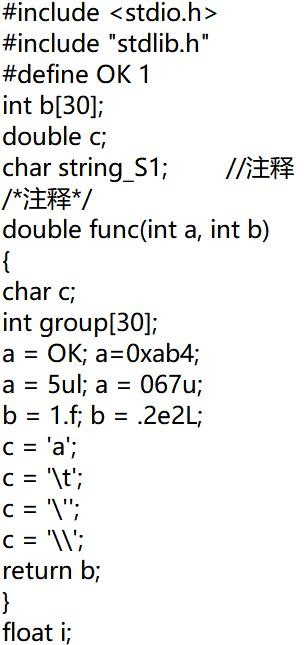 #include <stdio.h>
#include "stdlib.h"
#define OK 1
int b[30];
double c;
char string_S1;        //注释
/*注释*/
double func(int a, int b)
{
char c;
int group[30];
a = OK; a=0xab4;
a = 5ul; a = 067u;
b = 1.f; b = .2e2L;
c = 'a';
c = '\t';
c = '\'';
c = '\\';
return b;
}
float i;